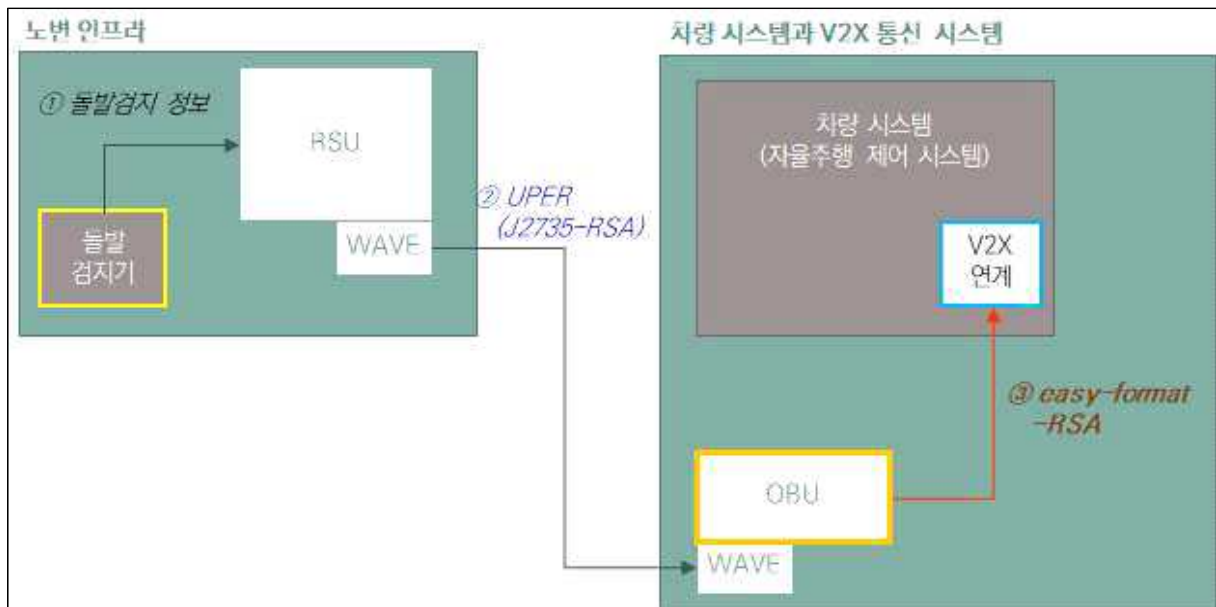 노변 인프라
① 돌발검지 정보
RSU
WAVE
돌발
검지기
② UPER
(J2735-RSA)
차량 시스템과 V2X 통신 시스템
차량 시스템
(자율주행 제어 시스템)
V2X
연계
③ easy-format
-RSA
OBU
WAVE